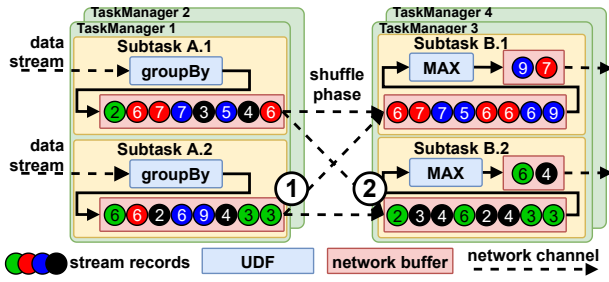 TaskManager 2
TaskManager 1
TaskManager 4
TaskManager 3
data
stream
Subtask A.1
groupBy
2 6 7 7 3 5 4 6
shuffle
phase
Subtask B.1
MAX
9 7
6 7 7 5 6 6 6 9
data
stream
Subtask A.2
groupBy
6 6 2 6 9 4 3 3
1
2
Subtask B.2
MAX
6 4
2 3 4 6 2 4 3 3
stream records
UDF
network buffer
network channel